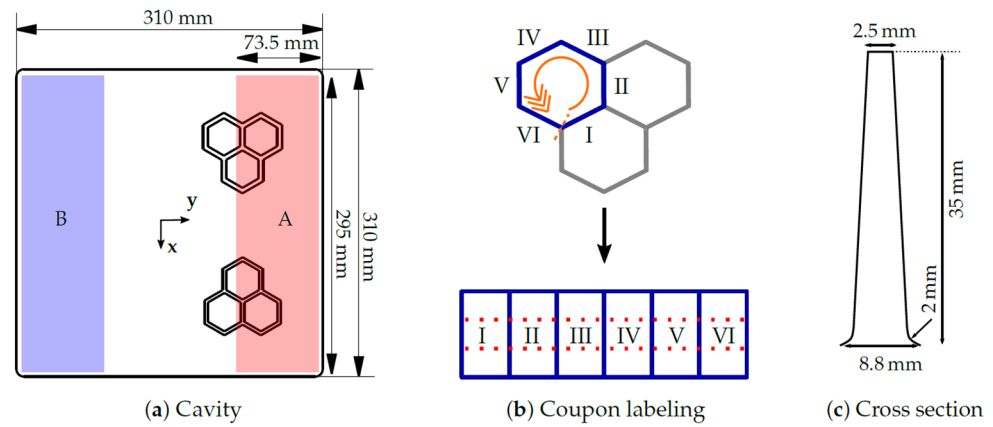 310 mm
73.5 mm
B
A
y
x
295 mm
310 mm
(a) Cavity
IV
III
V
II
VI
I
I
II
III
IV
V
VI
(b) Coupon labeling
2.5 mm
35 mm
2 mm
8.8 mm
(c) Cross section